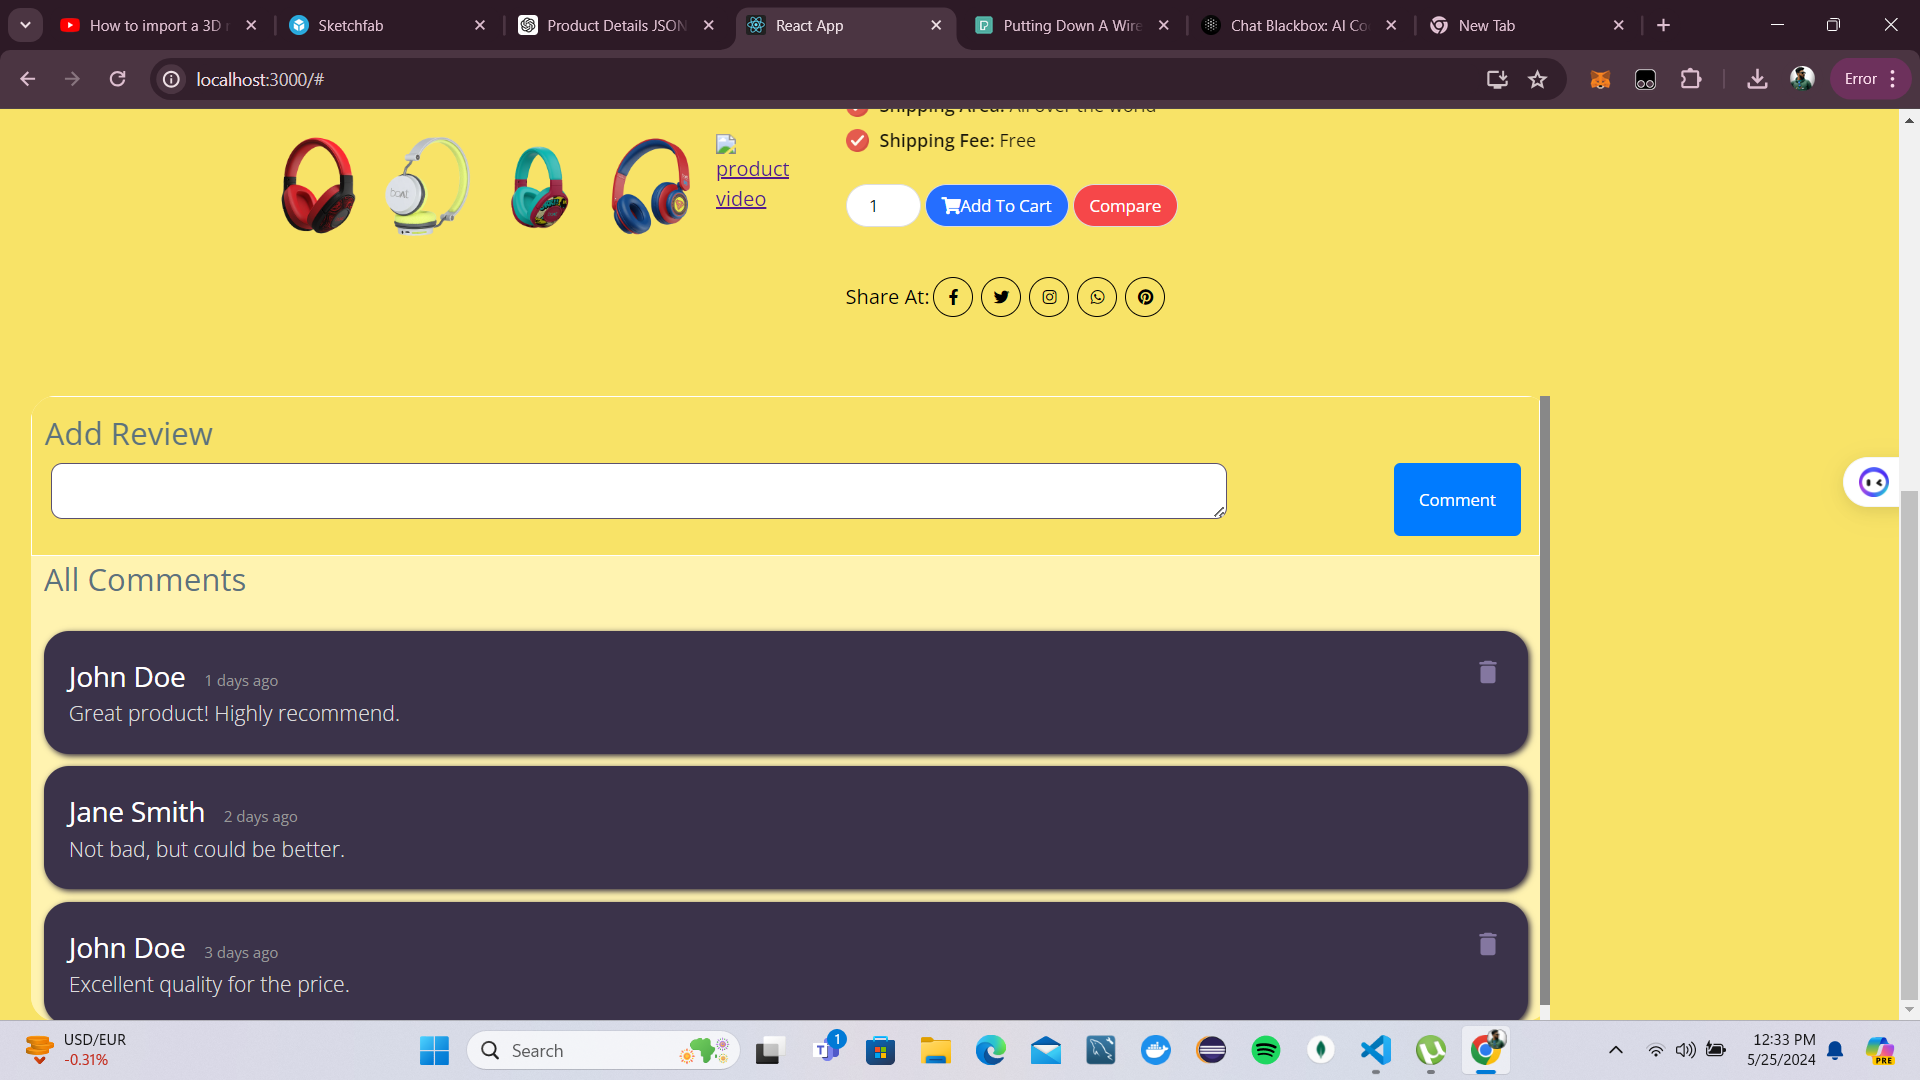 How to import a 3D
Sketchfab
Product Details JSON
React App
Putting Down A Wire
Chat Blackbox: AI Co
New Tab
localhost:3000/#
Error
Shipping Area: All over the world
Shipping Fee: Free
product
video
1
Add To Cart
Compare
boAt
Share At:
Add Review
Comment
All Comments
John Doe 1 days ago
Great product! Highly recommend.
Jane Smith 2 days ago
Not bad, but could be better.
John Doe 3 days ago
Excellent quality for the price.
USD/EUR
-0.31%
Search
1
12:33 PM
5/25/2024
PRE